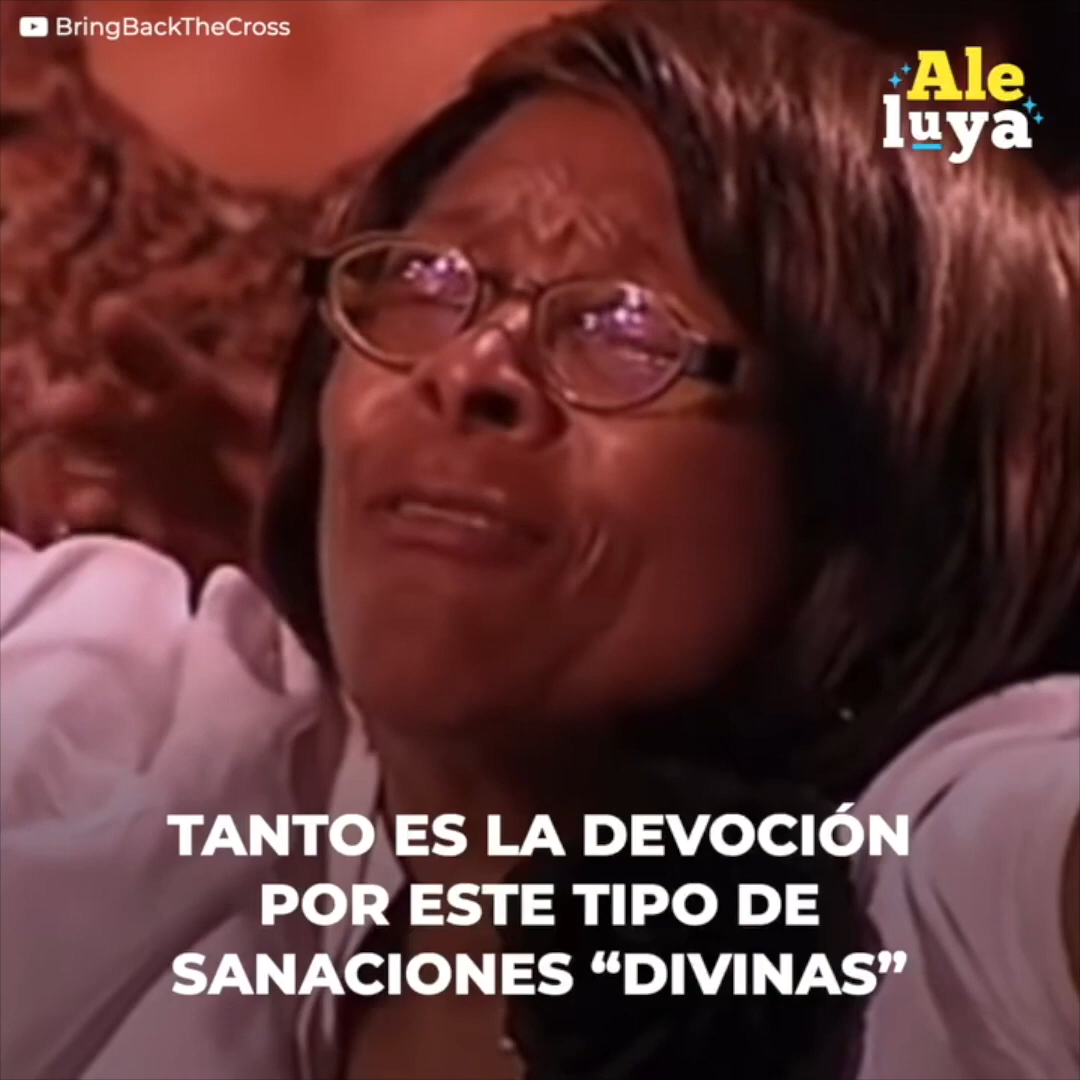 BringBackTheCross
Ale
luya
TANTO ES LA DEVOCIÓN
POR ESTE TIPO DE
SANACIONES “DIVINAS”